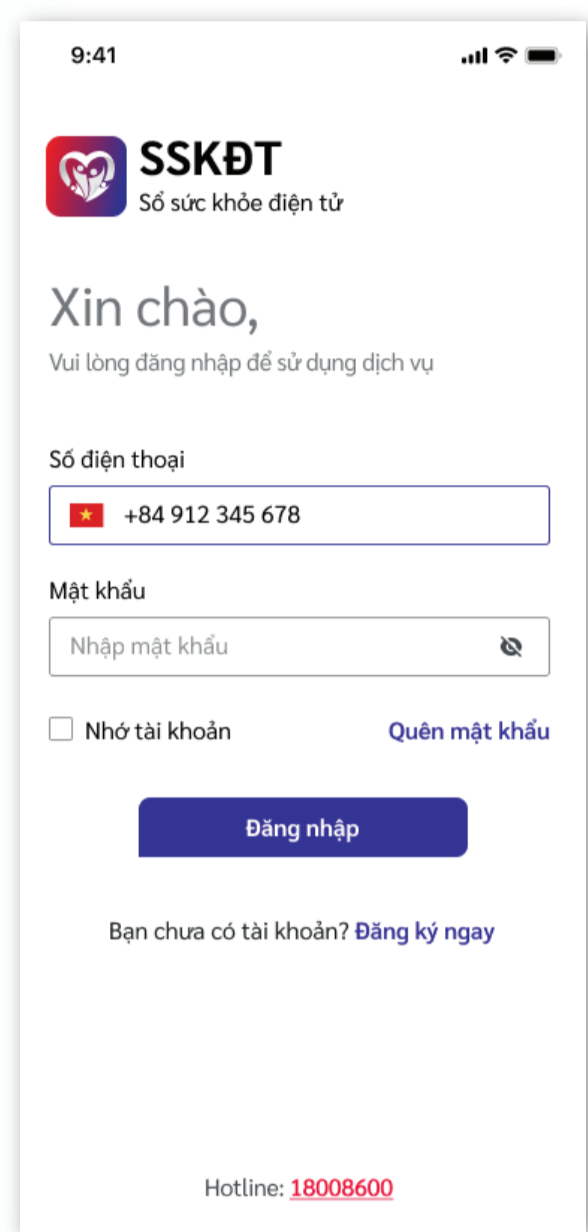 9:41
SSKĐT
Sổ sức khỏe điện tử
Xin chào,
Vui lòng đăng nhập để sử dụng dịch vụ
Số điện thoại
+84 912 345 678
Mật khẩu
Nhập mật khẩu
Nhớ tài khoản Quên mật khẩu
Đăng nhập
Bạn chưa có tài khoản? Đăng ký ngay
Hotline: 18008600